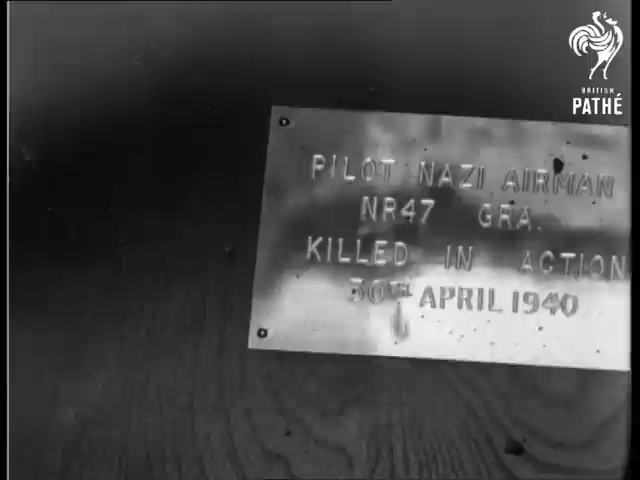 BRITISH
PATHÉ
PILOT NAZI AIRMAN
NR47 GRA.
KILLED IN ACTION
30TH APRIL 1940